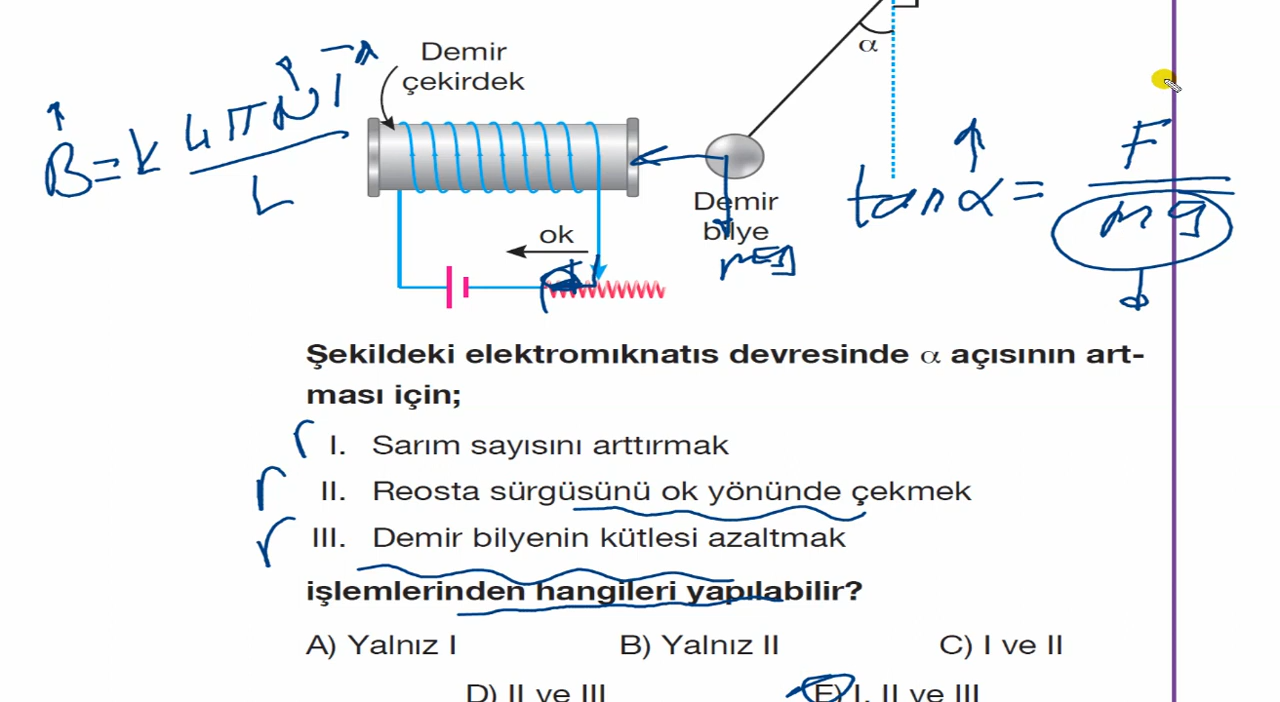 Demir
çekirdek
α
B = k 4πNI / L
tan α = F / mg
Demir
bilye
mg
ok
Şekildeki elektromıknatıs devresinde α açısının art-
ması için;
I. Sarım sayısını arttırmak
II. Reosta sürgüsünü ok yönünde çekmek
III. Demir bilyenin kütlesi azaltmak
işlemlerinden hangileri yapılabilir?
A) Yalnız I B) Yalnız II C) I ve II
D) II ve III E) I, II ve III